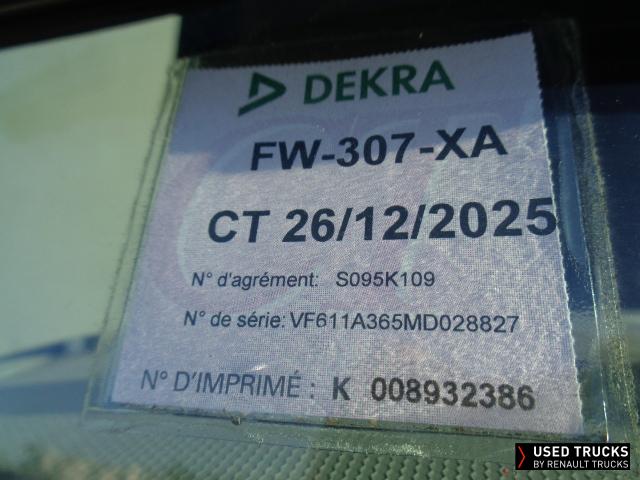 DEKRA
FW-307-XA
CT 26/12/2025
N° d'agrément: S095K109
N° de série: VF611A365MD028827
N° D'IMPRIMÉ : K 008932386
USED TRUCKS
BY RENAULT TRUCKS